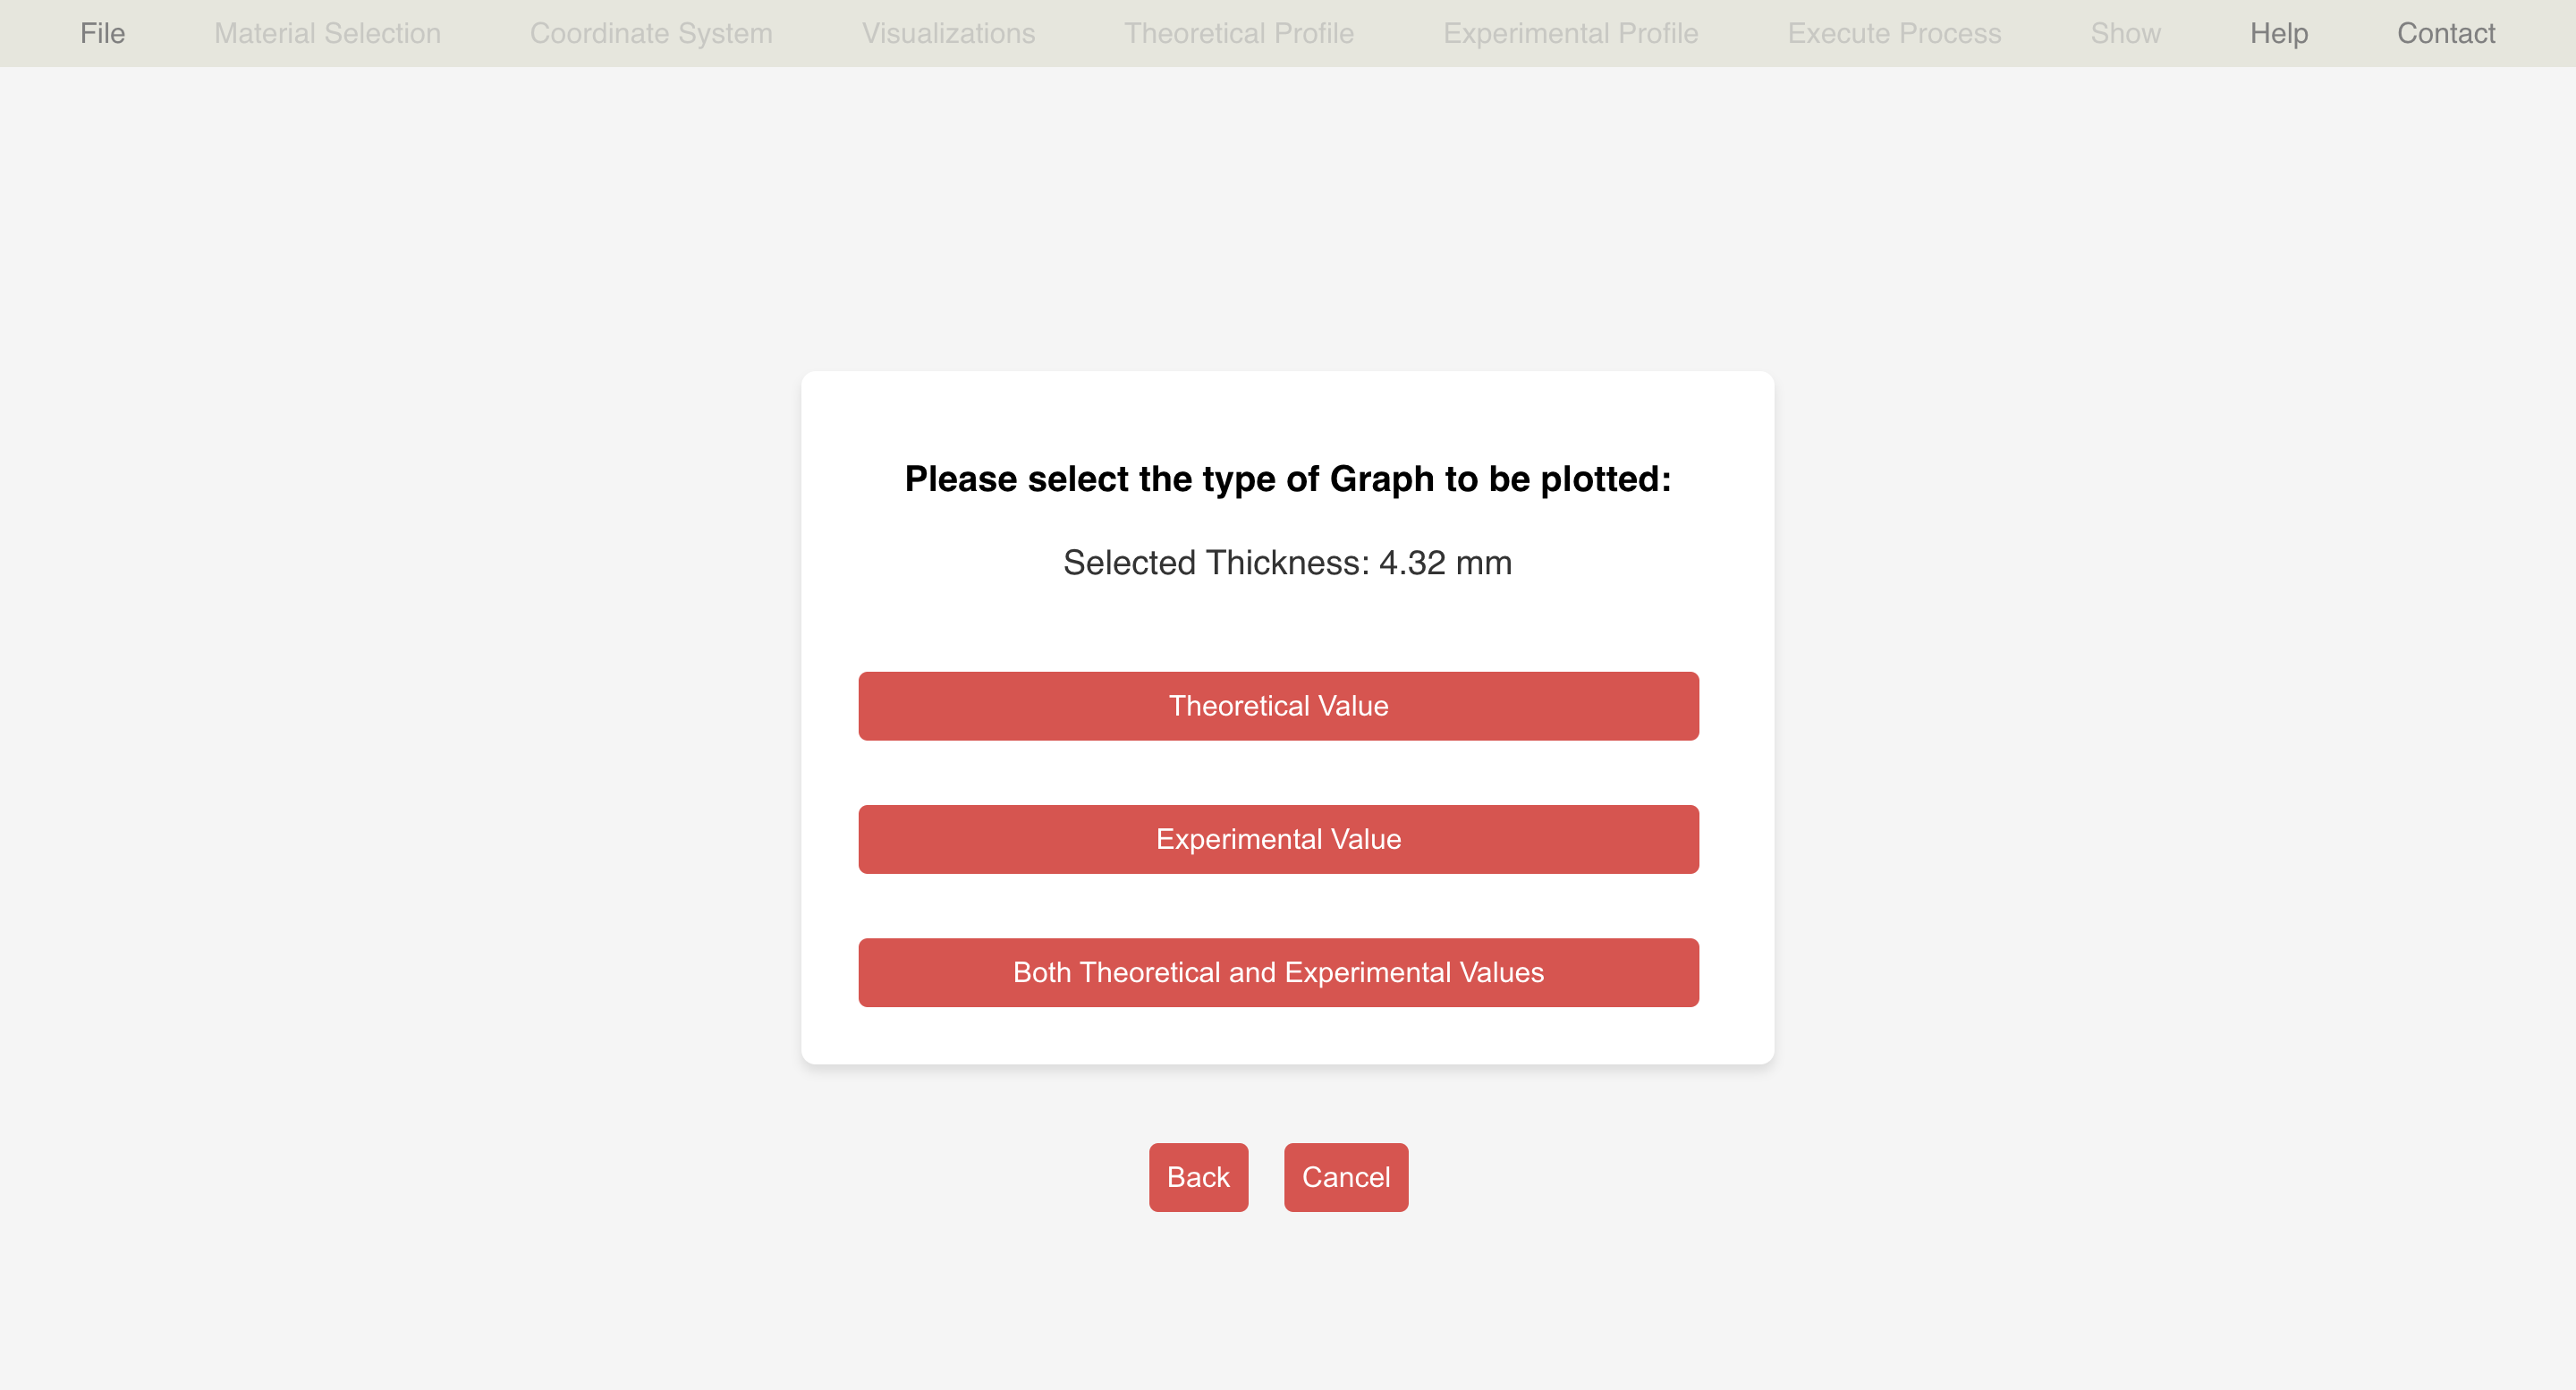 File Material Selection Coordinate System Visualizations Theoretical Profile Experimental Profile Execute Process Show Help Contact
Please select the type of Graph to be plotted:
Selected Thickness: 4.32 mm
Theoretical Value
Experimental Value
Both Theoretical and Experimental Values
Back Cancel